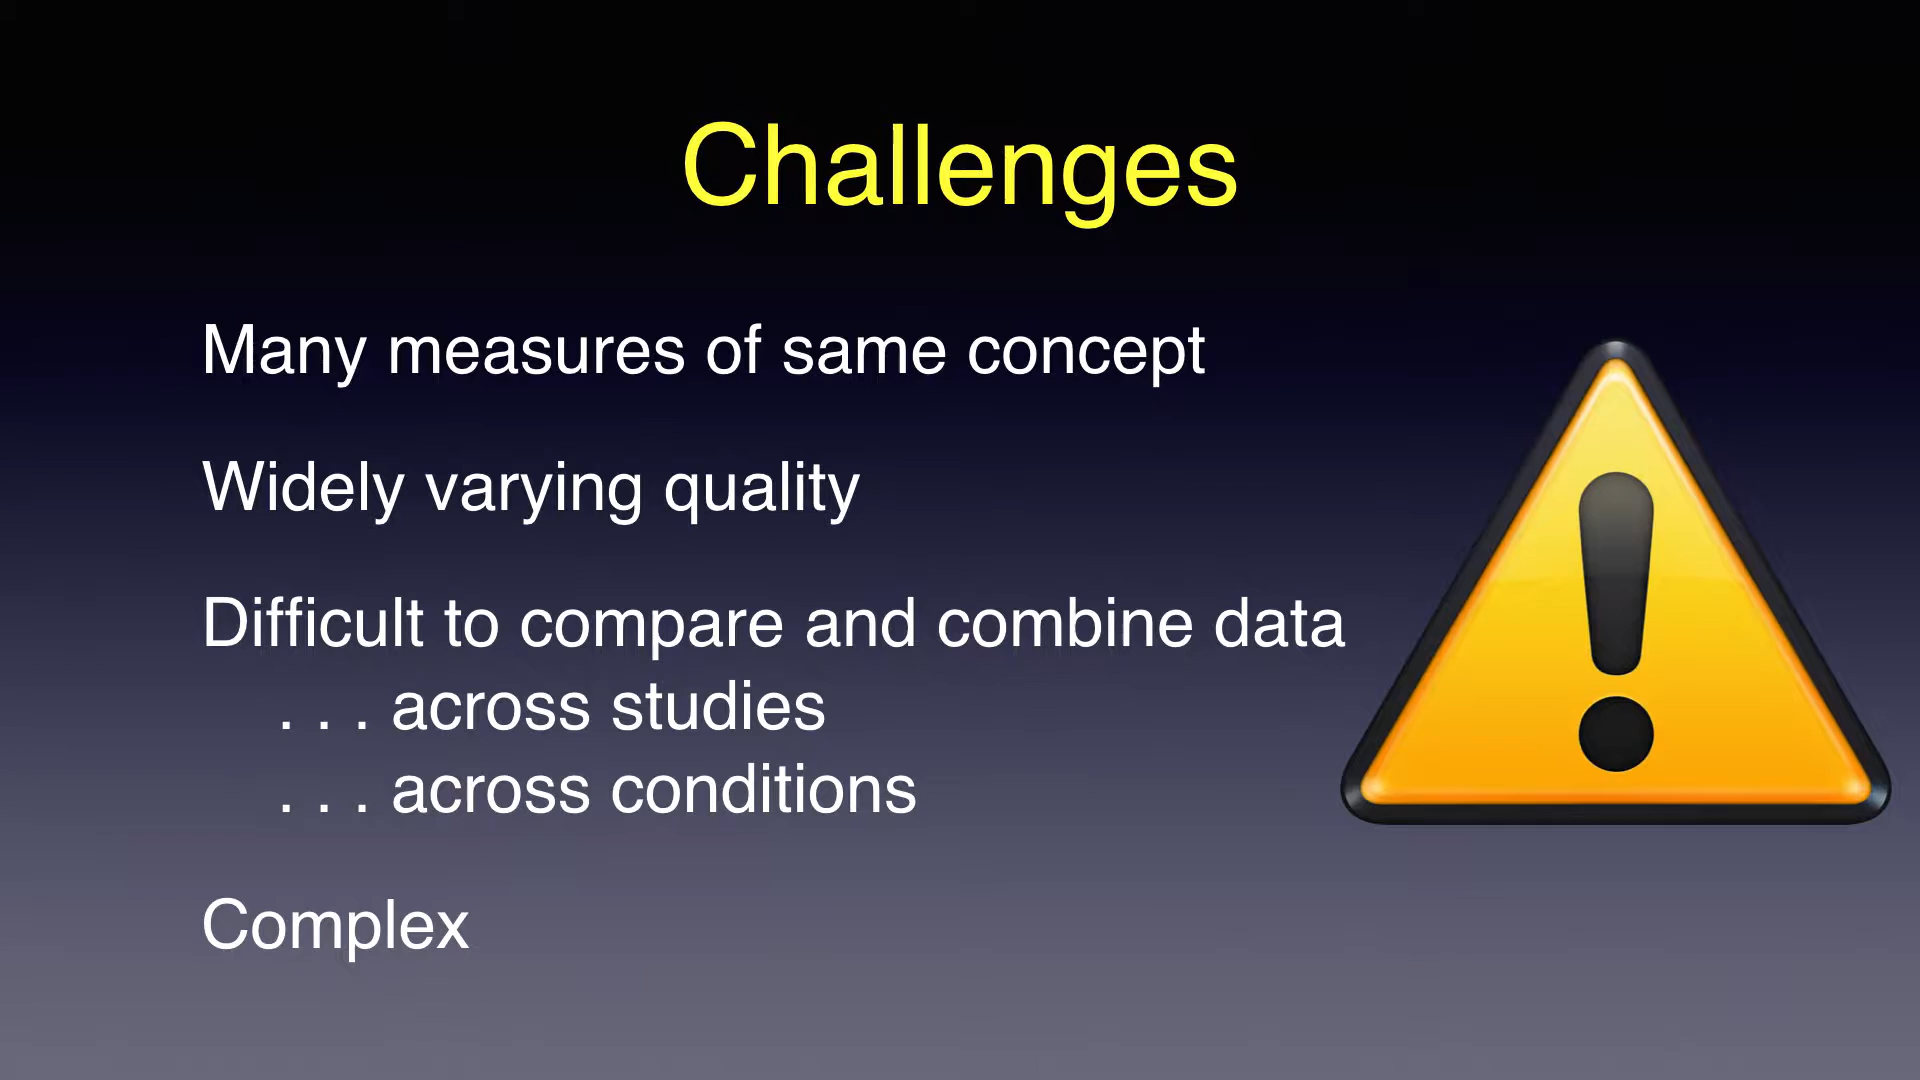 Challenges
Many measures of same concept
Widely varying quality
Difficult to compare and combine data
. . . across studies
. . . across conditions
Complex